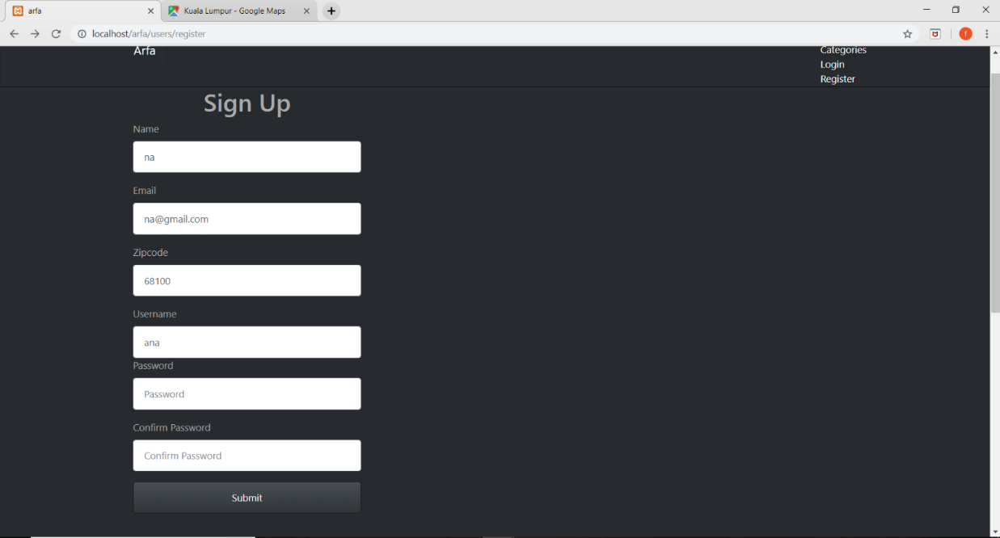 arfa
Kuala Lumpur - Google Maps
localhost/arfa/users/register
f
Arfa
Categories
Login
Register
Sign Up
Name
na
Email
na@gmail.com
Zipcode
68100
Username
ana
Password
Password
Confirm Password
Confirm Password
Submit